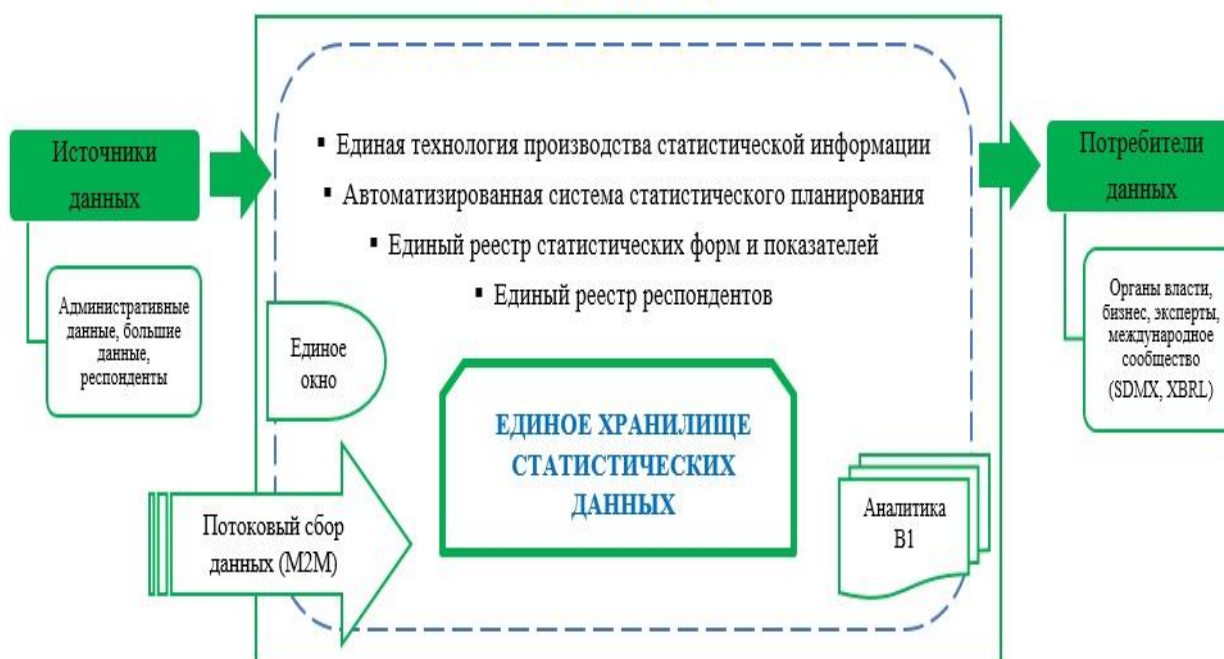 Источники
данных
Административные
данные, большие
данные,
респонденты
▪ Единая технология производства статистической информации
▪ Автоматизированная система статистического планирования
▪ Единый реестр статистических форм и показателей
▪ Единый реестр респондентов
Единое
окно
Потоковый сбор
данных (M2M)
ЕДИНОЕ ХРАНИЛИЩЕ
СТАТИСТИЧЕСКИХ
ДАННЫХ
Аналитика
B1
Потребители
данных
Органы власти,
бизнес, эксперты,
международное
сообщество
(SDMX, XBRL)